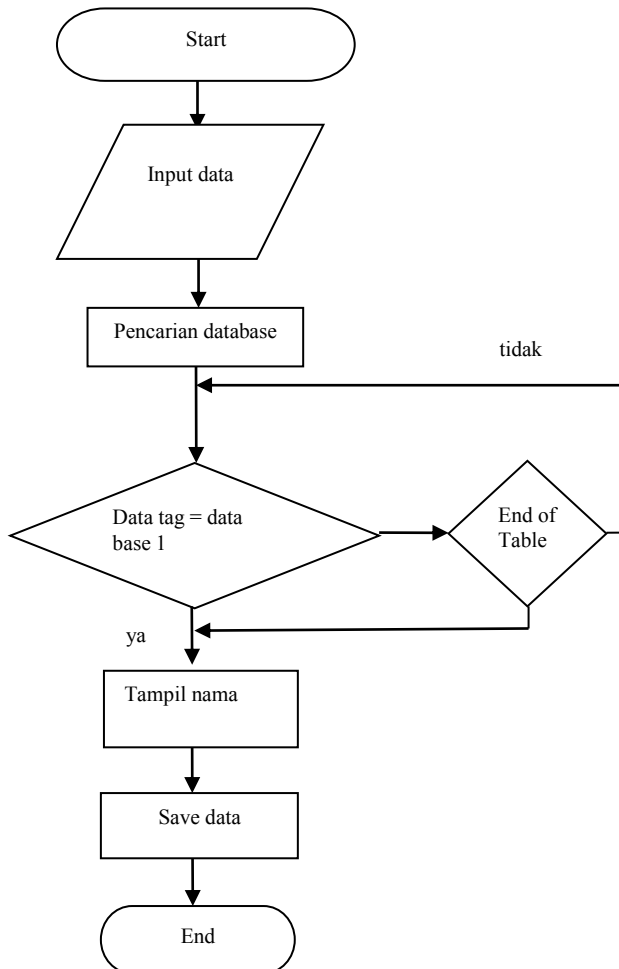 Start
Input data
Pencarian database
tidak
Data tag = data
base 1
End of
Table
ya
Tampil nama
Save data
End